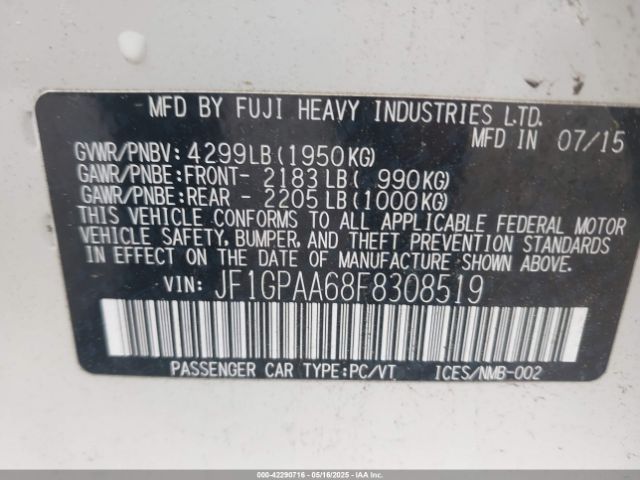 MFD BY FUJI HEAVY INDUSTRIES LTD.
MFD IN 07/15
GVWR/PNBV: 4299LB(1950KG)
GAWR/PNBE:FRONT- 2183LB( 990KG)
GAWR/PNBE:REAR - 2205LB(1000KG)
THIS VEHICLE CONFORMS TO ALL APPLICABLE FEDERAL MOTOR
VEHICLE SAFETY, BUMPER, AND THEFT PREVENTION STANDARDS
IN EFFECT ON THE DATE OF MANUFACTURE SHOWN ABOVE.
VIN: JF1GPAA68F8308519
PASSENGER CAR TYPE:PC/VT ICES/NMB-002
000-42290716 - 05/16/2025 - IAA Inc.